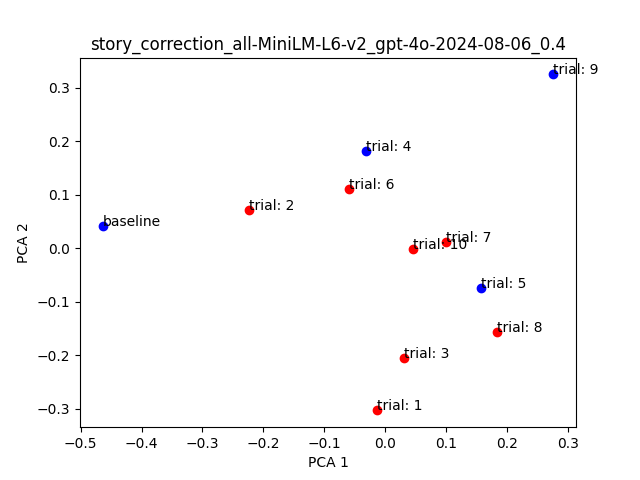 story_correction_all-MiniLM-L6-v2_gpt-4o-2024-08-06_0.4
0.3
0.2
0.1
0.0
−0.1
−0.2
−0.3
PCA 2
trial: 9
trial: 4
trial: 6
trial: 2
baseline
trial: 7
trial: 10
trial: 5
trial: 8
trial: 3
trial: 1
−0.5 −0.4 −0.3 −0.2 −0.1 0.0 0.1 0.2 0.3
PCA 1